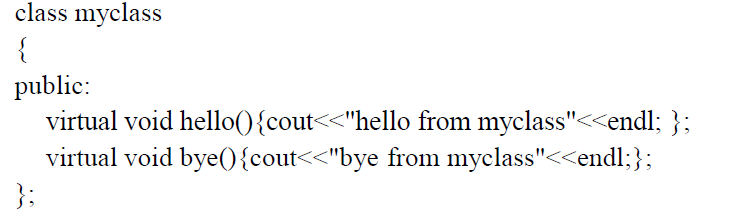 class myclass
{
public:
virtual void hello(){cout<<"hello from myclass"<<endl; };
virtual void bye(){cout<<"bye from myclass"<<endl;};
};